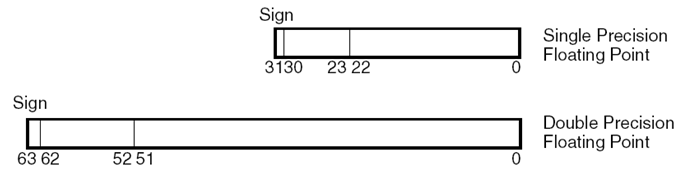 Sign
Single Precision
Floating Point
3130 23 22 0
Sign
Double Precision
Floating Point
63 62 52 51 0